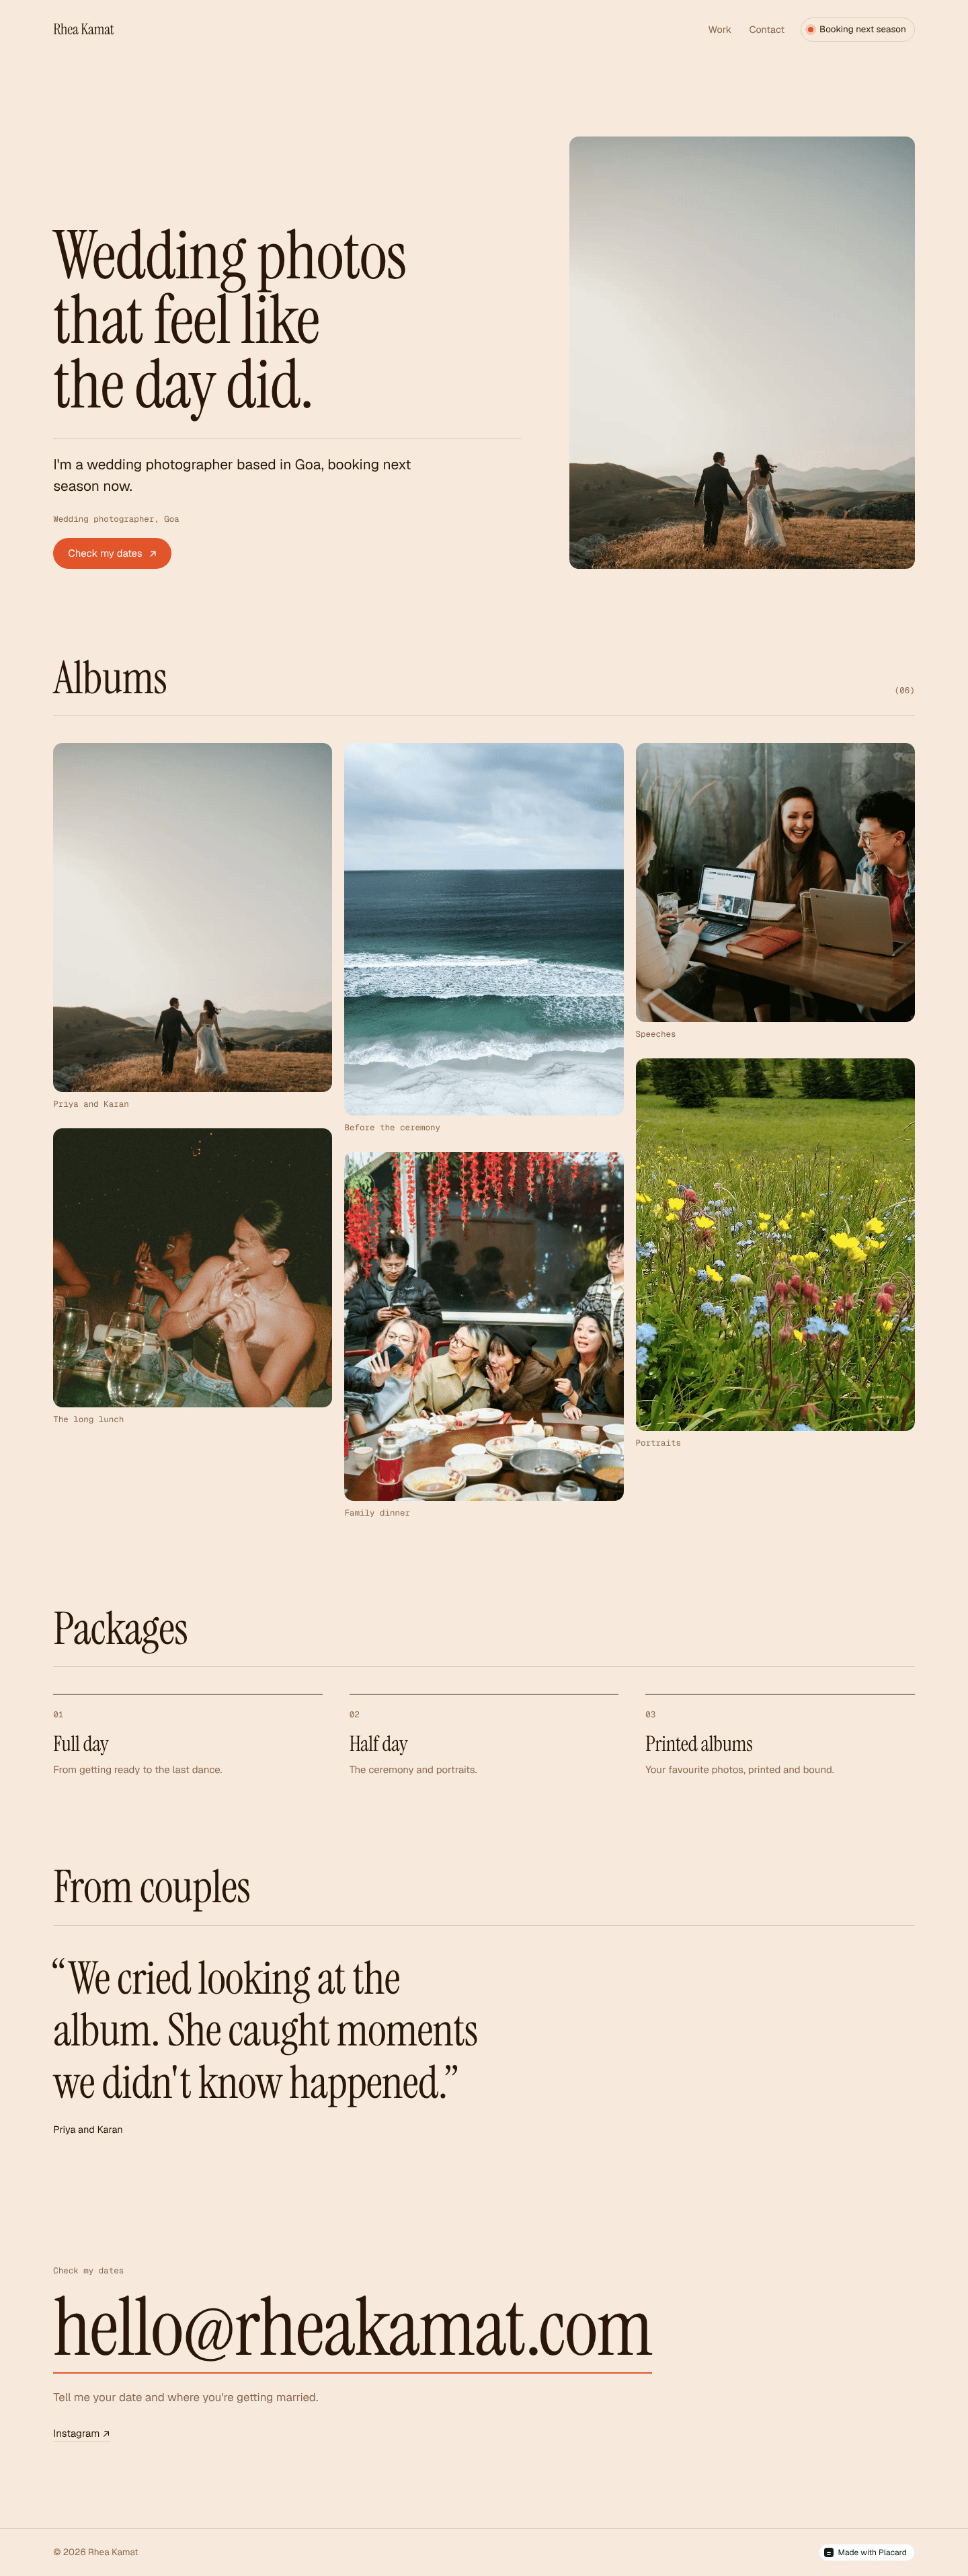 Rhea Kamat
Work
Contact
Booking next season
Wedding photos
that feel like
the day did.
I'm a wedding photographer based in Goa, booking next
season now.
Wedding photographer, Goa
Check my dates ↗
Albums
(06)
Priya and Karan
Before the ceremony
Speeches
The long lunch
Family dinner
Portraits
Packages
01
Full day
From getting ready to the last dance.
02
Half day
The ceremony and portraits.
03
Printed albums
Your favourite photos, printed and bound.
From couples
“We cried looking at the
album. She caught moments
we didn't know happened.”
Priya and Karan
Check my dates
hello@rheakamat.com
Tell me your date and where you're getting married.
Instagram ↗
© 2026 Rhea Kamat
Made with Placard